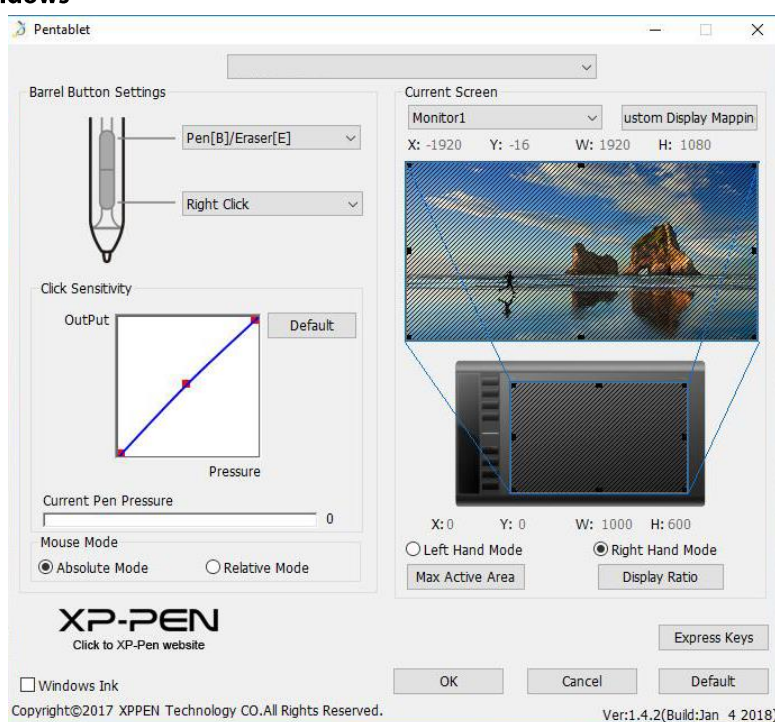 Pentablet
Barrel Button Settings
Pen[B]/Eraser[E]
Right Click
Click Sensitivity
OutPut
Default
Pressure
Current Pen Pressure
0
Mouse Mode
Absolute Mode Relative Mode
XP-PEN
Click to XP-Pen website
Windows Ink
Copyright©2017 XPPEN Technology CO.All Rights Reserved.
Current Screen
Monitor1 ustom Display Mappin
X: -1920 Y: -16 W: 1920 H: 1080
X: 0 Y: 0 W: 1000 H: 600
Left Hand Mode Right Hand Mode
Max Active Area Display Ratio
Express Keys
OK Cancel Default
Ver:1.4.2(Build:Jan 4 2018)